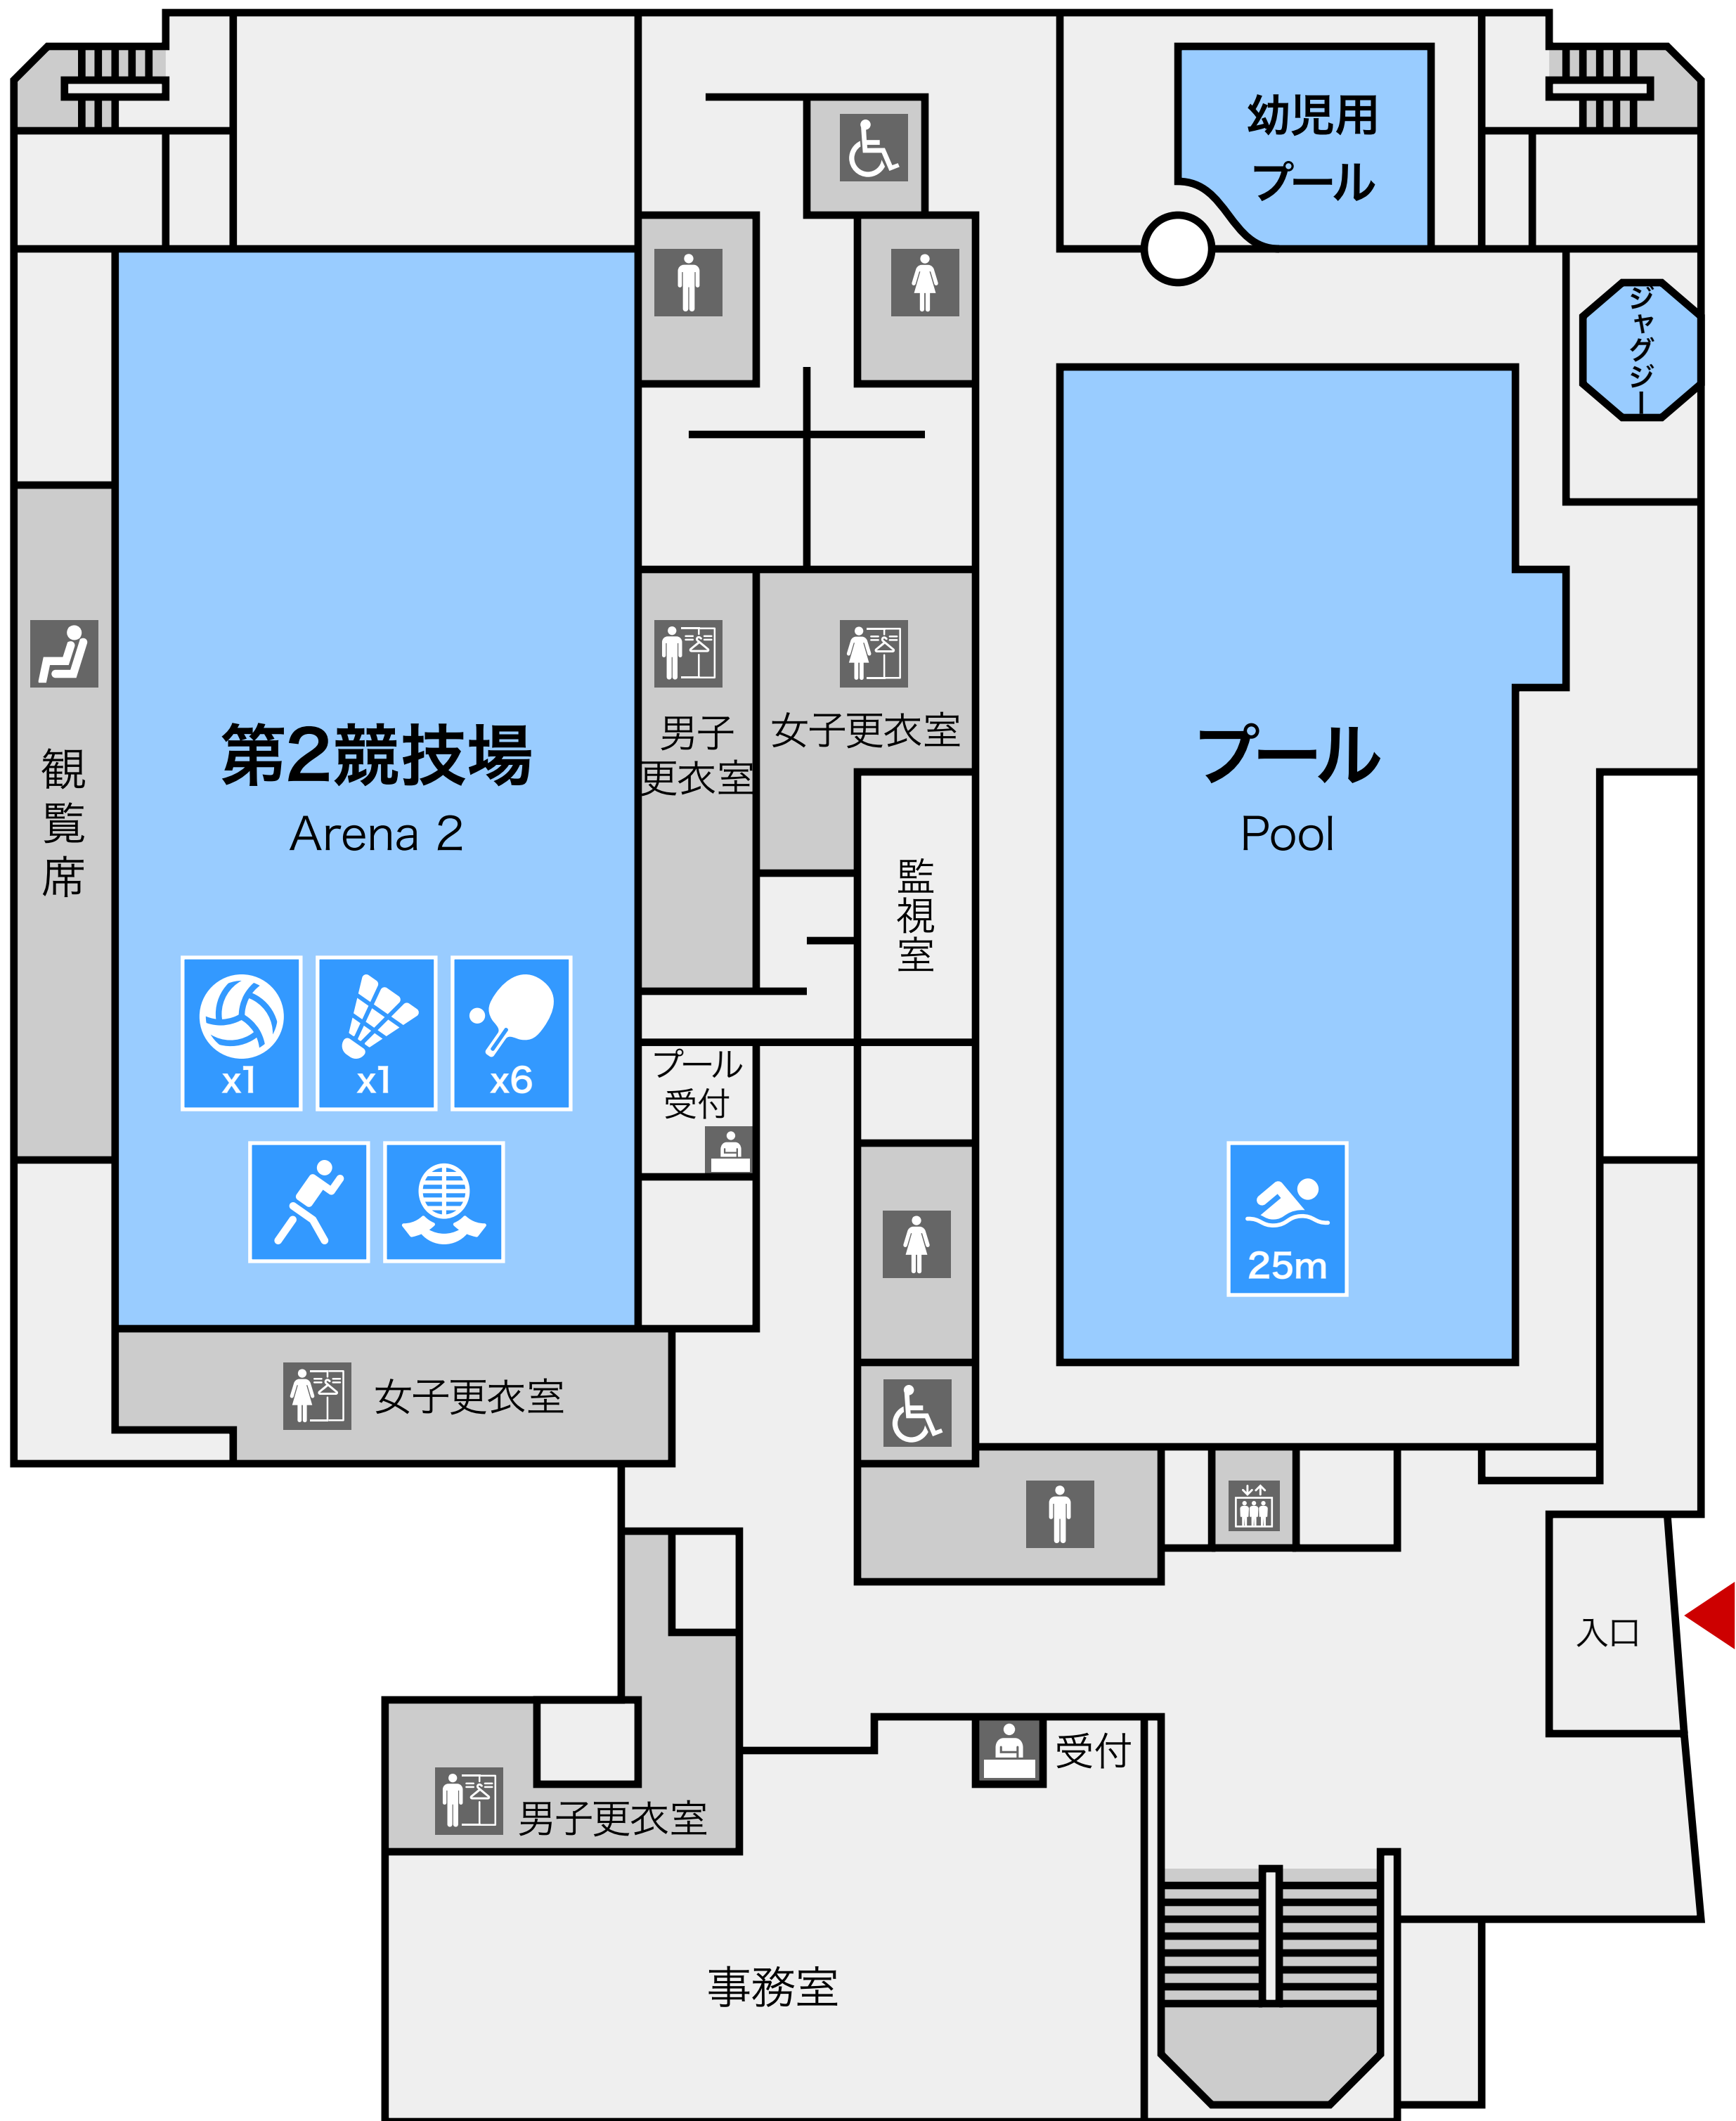 幼児用
プール
ジャグジー
第2競技場
Arena 2
x1
x1
x6
観覧席
男子
更衣室
女子更衣室
監視室
プール
受付
プール
Pool
25m
女子更衣室
入口
受付
男子更衣室
事務室